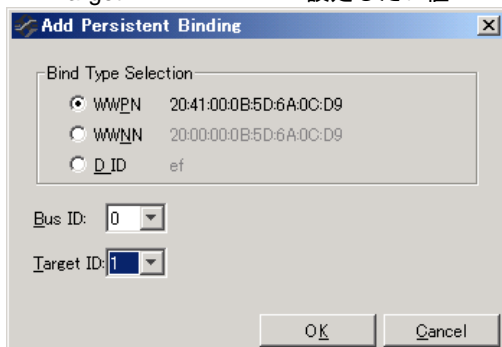 設定したい値
Add Persistent Binding
Bind Type Selection
WWPN 20:41:00:0B:5D:6A:0C:D9
WWNN 20:00:00:0B:5D:6A:0C:D9
D_ID ef
Bus ID: 0
Target ID: 1
OK Cancel